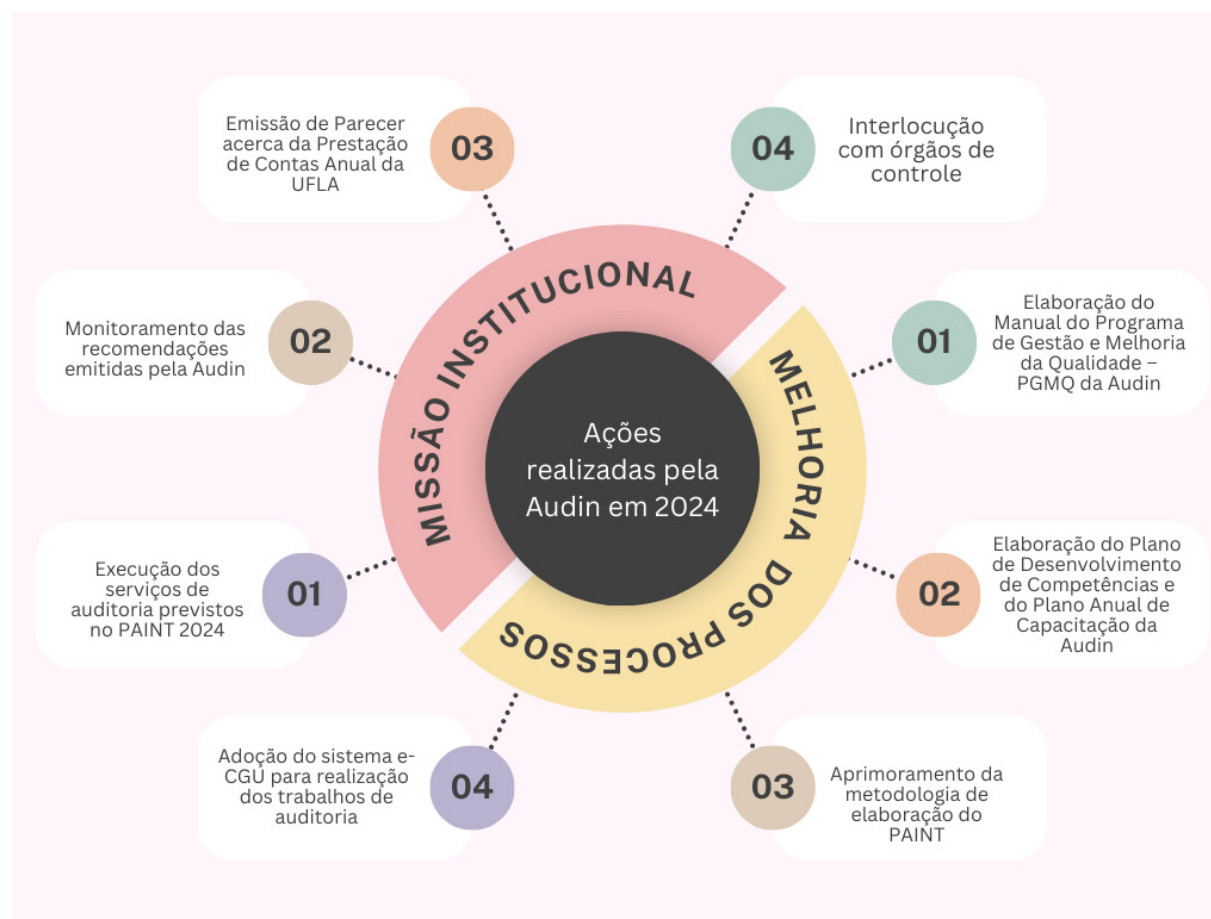 Ações
realizadas pela
Audin em 2024
MISSÃO INSTITUCIONAL
01
Execução dos
serviços de
auditoria previstos
no PAINT 2024
02
Monitoramento das
recomendações
emitidas pela Audin
03
Emissão de Parecer
acerca da Prestação
de Contas Anual da
UFLA
04
Interlocução
com órgãos de
controle
MELHORIA DOS PROCESSOS
01
Elaboração do
Manual do Programa
de Gestão e Melhoria
da Qualidade –
PGMQ da Audin
02
Elaboração do Plano
de Desenvolvimento
de Competências e
do Plano Anual de
Capacitação da
Audin
03
Aprimoramento da
metodologia de
elaboração do
PAINT
04
Adoção do sistema e-
CGU para realização
dos trabalhos de
auditoria